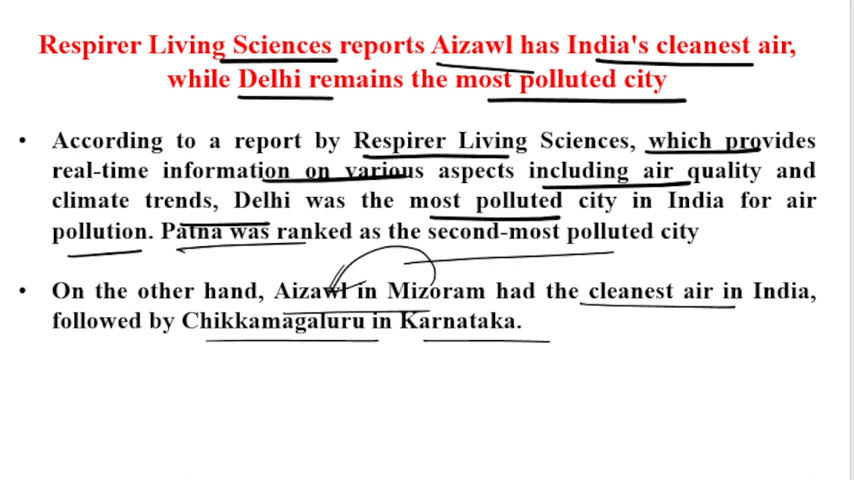 Respirer Living Sciences reports Aizawl has India's cleanest air,
while Delhi remains the most polluted city
• According to a report by Respirer Living Sciences, which provides
real-time information on various aspects including air quality and
climate trends, Delhi was the most polluted city in India for air
pollution. Patna was ranked as the second-most polluted city
• On the other hand, Aizawl in Mizoram had the cleanest air in India,
followed by Chikkamagaluru in Karnataka.